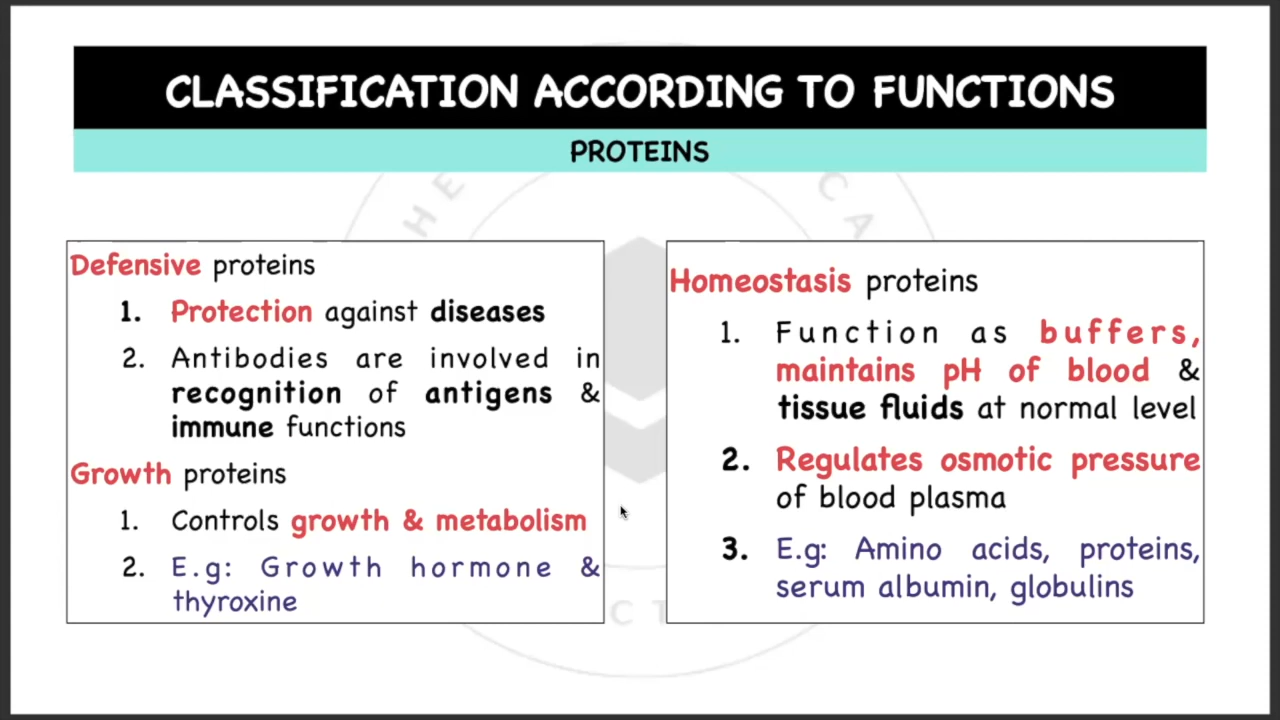 CLASSIFICATION ACCORDING TO FUNCTIONS
PROTEINS
Defensive proteins
1. Protection against diseases
2. Antibodies are involved in
recognition of antigens &
immune functions
Growth proteins
1. Controls growth & metabolism
2. E.g: Growth hormone &
thyroxine
Homeostasis proteins
1. Function as buffers,
maintains pH of blood &
tissue fluids at normal level
2. Regulates osmotic pressure
of blood plasma
3. E.g: Amino acids, proteins,
serum albumin, globulins
HE
CA
CT